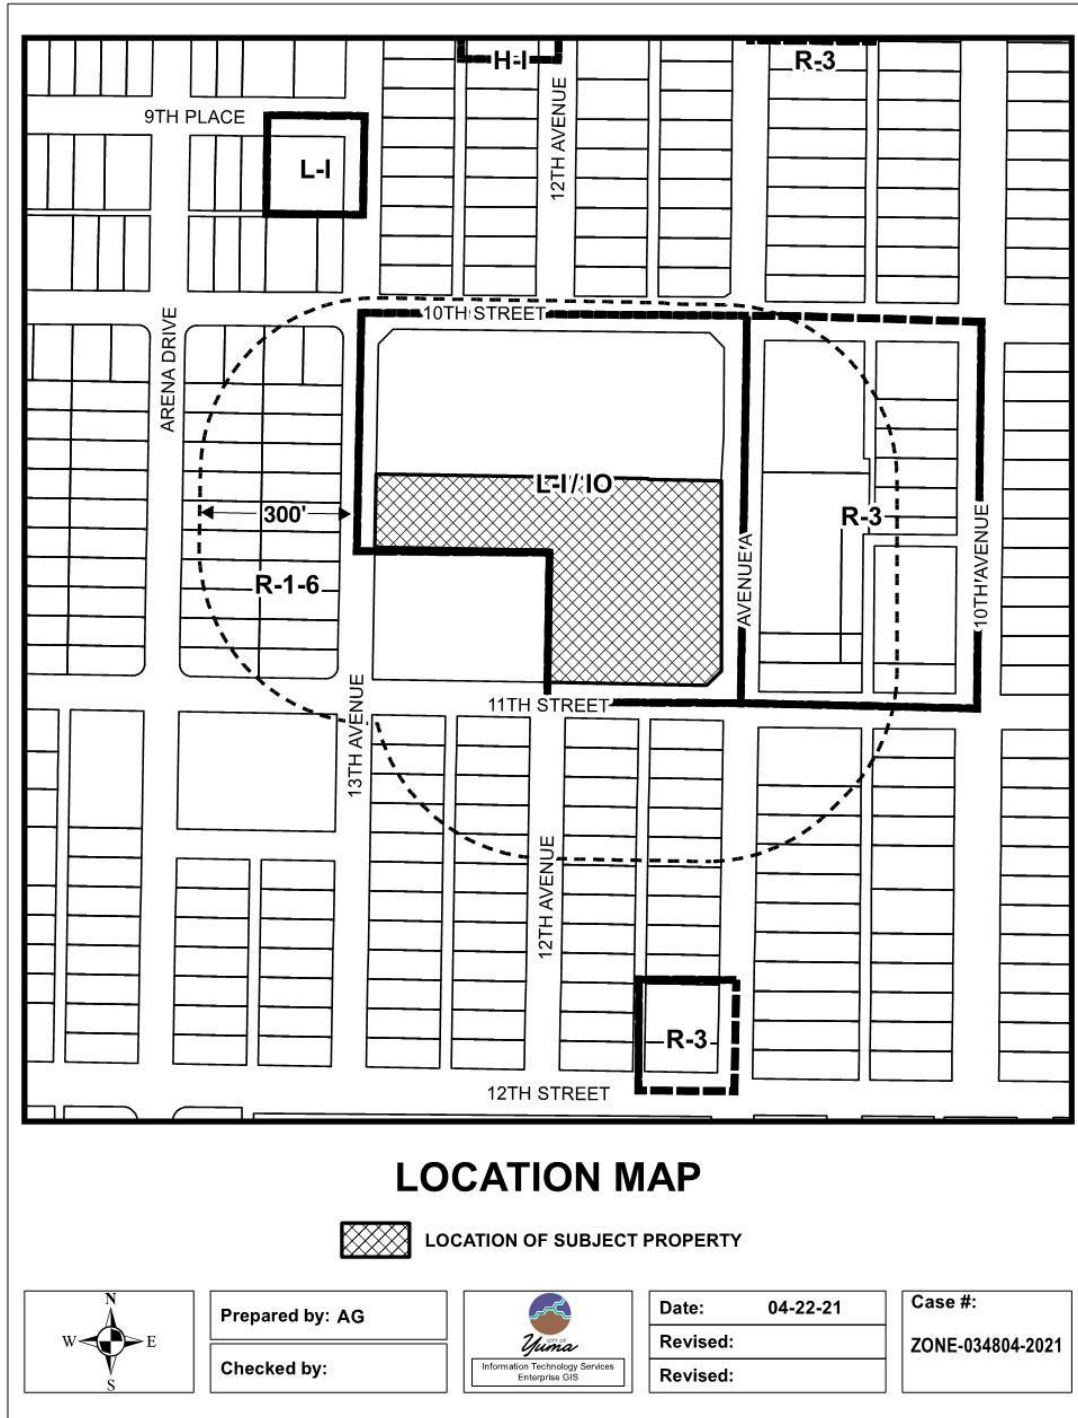 H-I
R-3
9TH PLACE
L-I
12TH AVENUE
10TH STREET
ARENA DRIVE
L-I / IO
300'
R-3
R-1-6
AVENUE A
10TH AVENUE
11TH STREET
13TH AVENUE
12TH AVENUE
R-3
12TH STREET
LOCATION MAP
LOCATION OF SUBJECT PROPERTY
N
W E
S
Prepared by: AG
Checked by:
CITY OF
Yuma
Information Technology Services
Enterprise GIS
Date: 04-22-21
Revised:
Revised:
Case #:
ZONE-034804-2021